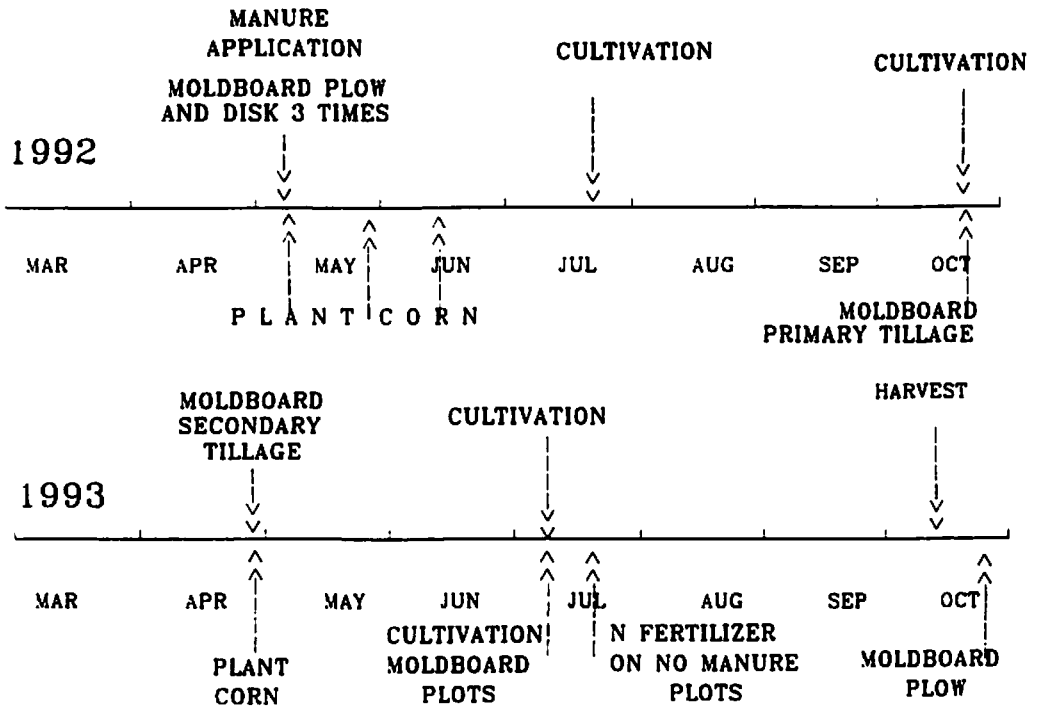 MANURE
APPLICATION
MOLDBOARD PLOW
AND DISK 3 TIMES
CULTIVATION
CULTIVATION
1992
MAR APR MAY JUN JUL AUG SEP OCT
PLANT CORN
MOLDBOARD
PRIMARY TILLAGE
MOLDBOARD
SECONDARY
TILLAGE
CULTIVATION
HARVEST
1993
MAR APR MAY JUN JUL AUG SEP OCT
PLANT
CORN
CULTIVATION
MOLDBOARD
PLOTS
N FERTILIZER
ON NO MANURE
PLOTS
MOLDBOARD
PLOW